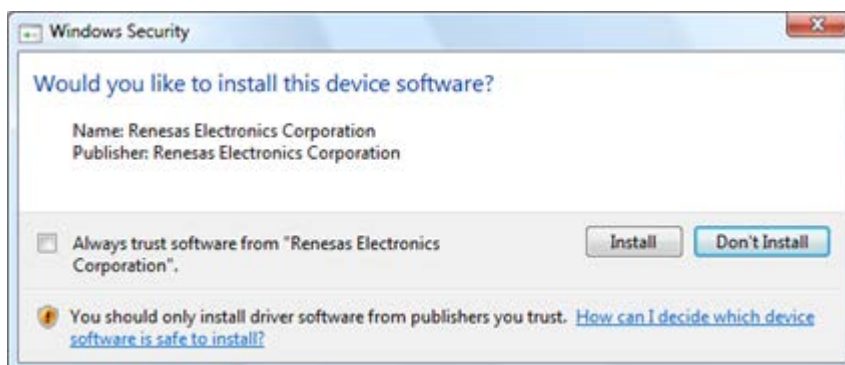 Windows Security
Would you like to install this device software?
Name: Renesas Electronics Corporation
Publisher: Renesas Electronics Corporation
Always trust software from "Renesas Electronics
Corporation".
Install
Don't Install
You should only install driver software from publishers you trust. How can I decide which device
software is safe to install?